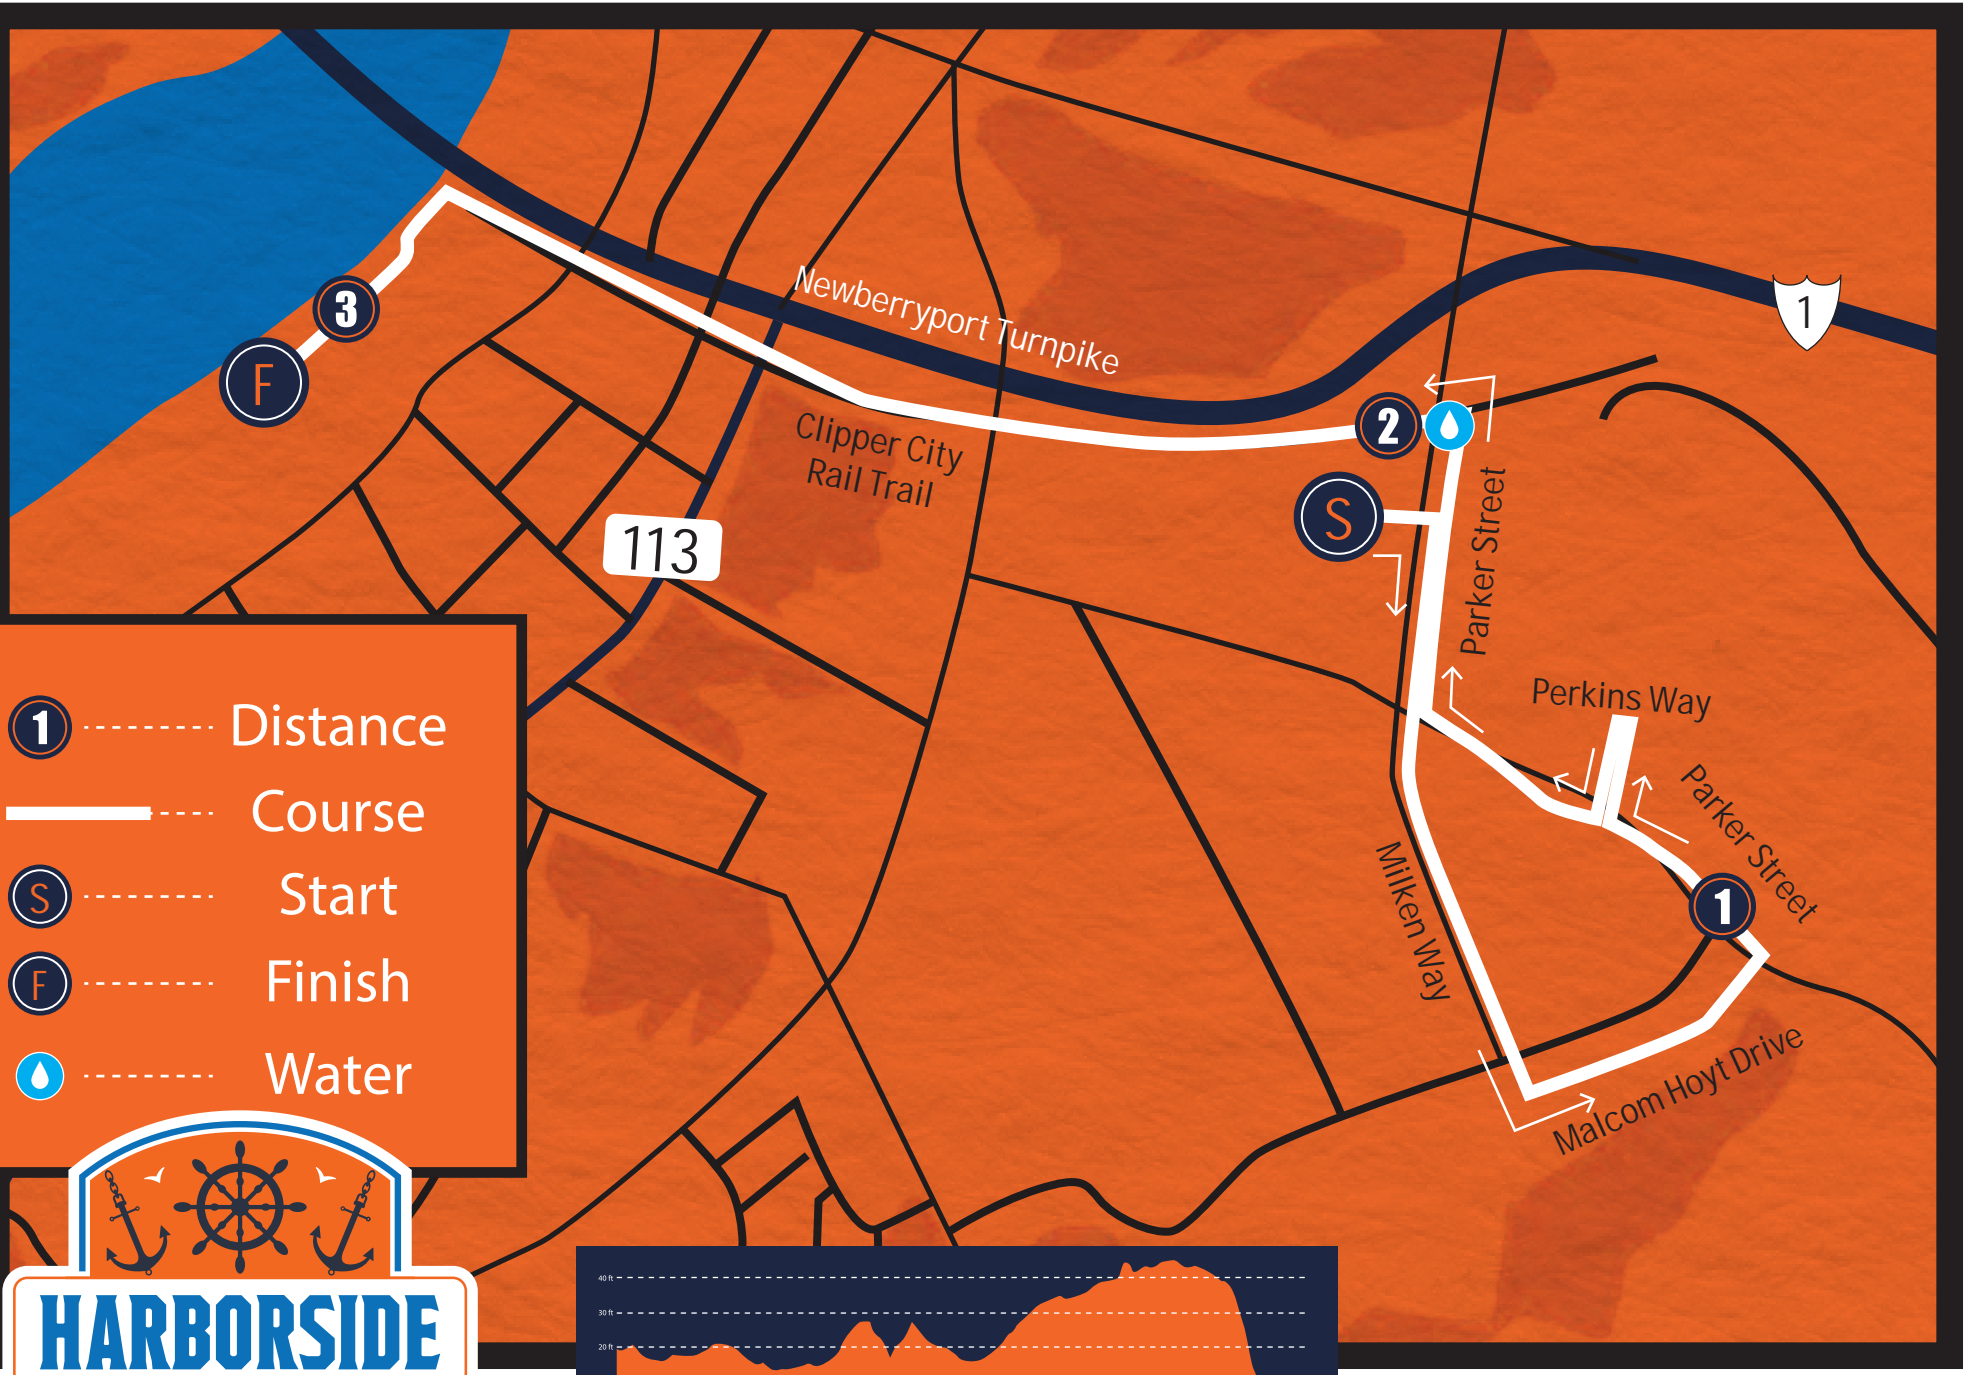 Newberryport Turnpike
1
3
F
2
Clipper City
Rail Trail
S
Parker Street
113
Perkins Way
Parker Street
1
Milken Way
Malcom Hoyt Drive
1 Distance
Course
S Start
F Finish
Water
HARBORSIDE
40 ft
30 ft
20 ft